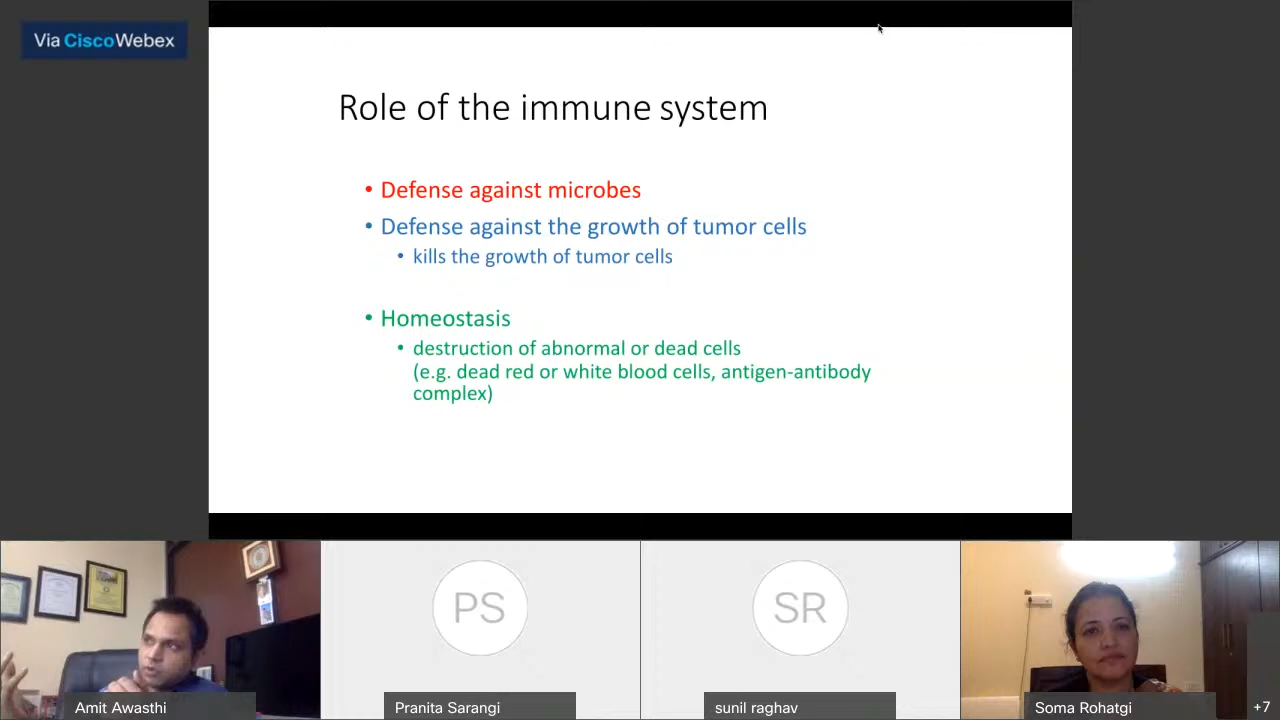 Via CiscoWebex
Role of the immune system
• Defense against microbes
• Defense against the growth of tumor cells
• kills the growth of tumor cells
• Homeostasis
• destruction of abnormal or dead cells
(e.g. dead red or white blood cells, antigen-antibody
complex)
PS
SR
Amit Awasthi
Pranita Sarangi
sunil raghav
Soma Rohatgi
+7